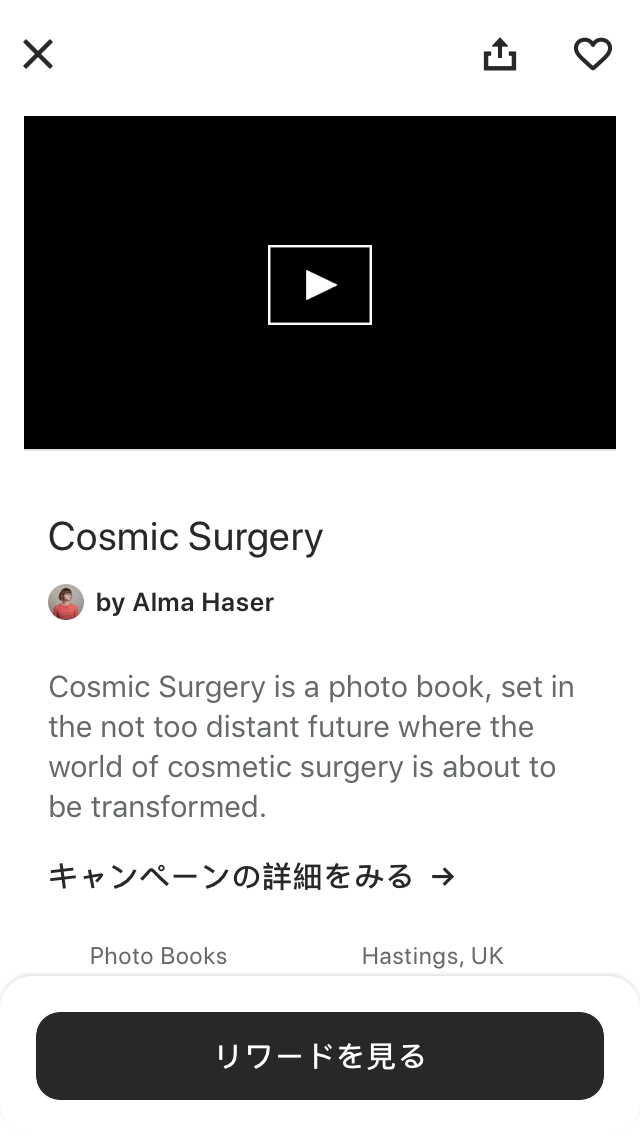 Cosmic Surgery
by Alma Haser
Cosmic Surgery is a photo book, set in
the not too distant future where the
world of cosmetic surgery is about to
be transformed.
キャンペーンの詳細をみる →
Photo Books
Hastings, UK
リワードを見る